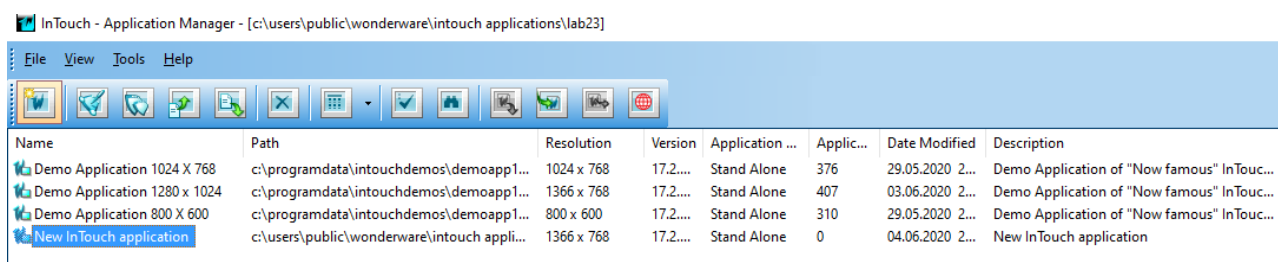 InTouch - Application Manager - [c:\users\public\wonderware\intouch applications\lab23]
File View Tools Help
Name Path Resolution Version Application ... Applic... Date Modified Description
Demo Application 1024 X 768 c:\programdata\intouchdemos\demoapp1... 1024 x 768 17.2.... Stand Alone 376 29.05.2020 2... Demo Application of "Now famous" InTouc...
Demo Application 1280 x 1024 c:\programdata\intouchdemos\demoapp1... 1366 x 768 17.2.... Stand Alone 407 03.06.2020 2... Demo Application of "Now famous" InTouc...
Demo Application 800 X 600 c:\programdata\intouchdemos\demoapp1... 800 x 600 17.2.... Stand Alone 310 29.05.2020 2... Demo Application of "Now famous" InTouc...
New InTouch application c:\users\public\wonderware\intouch appli... 1366 x 768 17.2.... Stand Alone 0 04.06.2020 2... New InTouch application